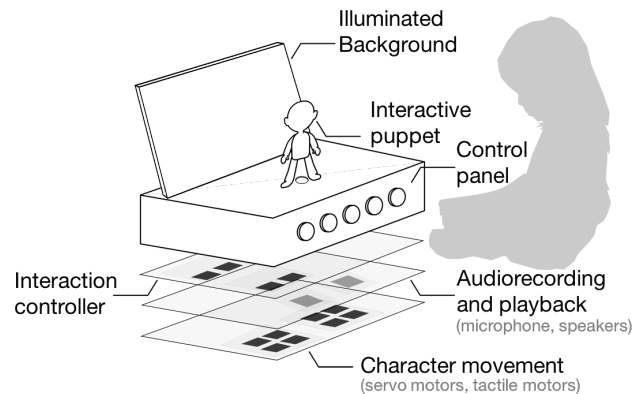 Illuminated
Background
Interactive
puppet
Control
panel
Interaction
controller
Audiorecording
and playback
(microphone, speakers)
Character movement
(servo motors, tactile motors)